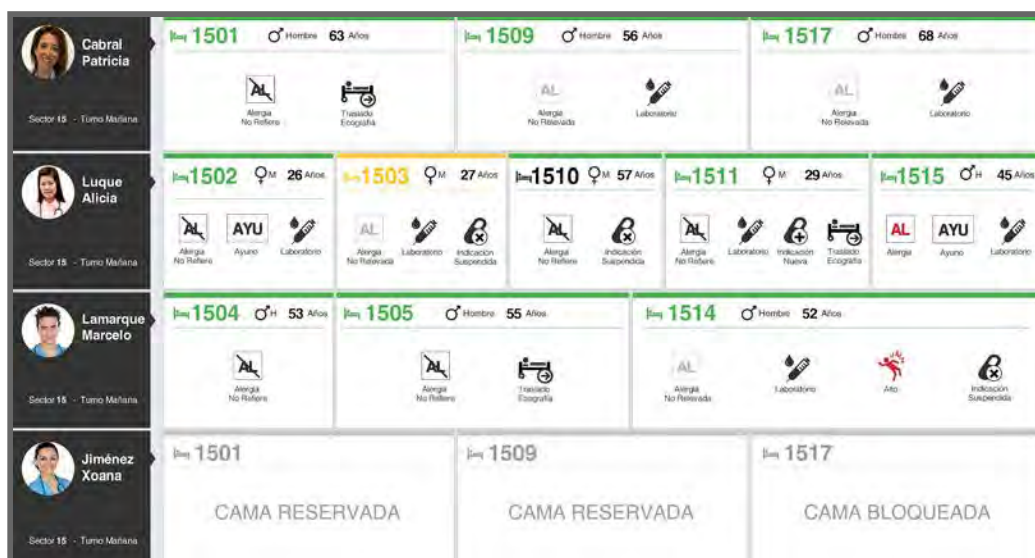 Cabral
Patricia
Sector 15 - Turno Mañana
1501 Hombre 63 Años
AL
Alergia
No Refiere
Traslado
Ecografía
1509 Hombre 56 Años
AL
Alergia
No Relevada
Laboratorio
1517 Hombre 68 Años
AL
Alergia
No Relevada
Laboratorio
Luque
Alicia
Sector 15 - Turno Mañana
1502 M 26 Años
AL
Alergia
No Refiere
AYU
Ayuno
Laboratorio
1503 M 27 Años
AL
Alergia
No Relevada
Laboratorio
Indicación
Suspendida
1510 M 57 Años
AL
Alergia
No Refiere
Indicación
Suspendida
1511 M 29 Años
AL
Alergia
No Refiere
Laboratorio
Indicación
Nueva
Traslado
Ecografía
1515 H 45 Años
AL
Alergia
AYU
Ayuno
Laboratorio
Lamarque
Marcelo
Sector 15 - Turno Mañana
1504 H 53 Años
AL
Alergia
No Refiere
1505 Hombre 55 Años
AL
Alergia
No Refiere
Traslado
Ecografía
1514 Hombre 52 Años
AL
Alergia
No Relevada
Laboratorio
Alto
Indicación
Suspendida
Jiménez
Xoana
Sector 15 - Turno Mañana
1501
CAMA RESERVADA
1509
CAMA RESERVADA
1517
CAMA BLOQUEADA